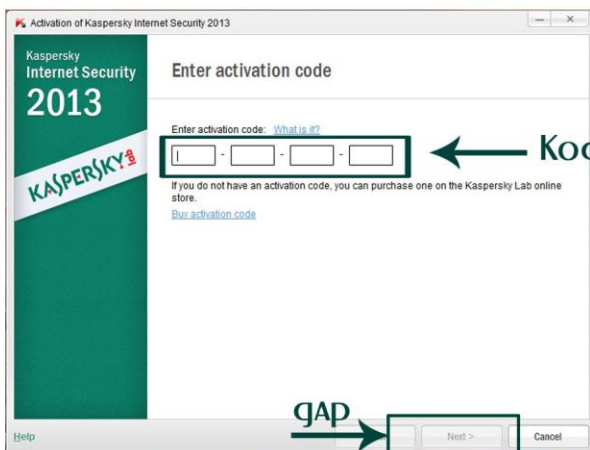 Activation of Kaspersky Internet Security 2013
Kaspersky
Internet Security
2013
KASPERSKY lab
Enter activation code
Enter activation code: What is it?
- - -
If you do not have an activation code, you can purchase one on the Kaspersky Lab online
store.
Buy activation code
gap
Help
Next >
Cancel